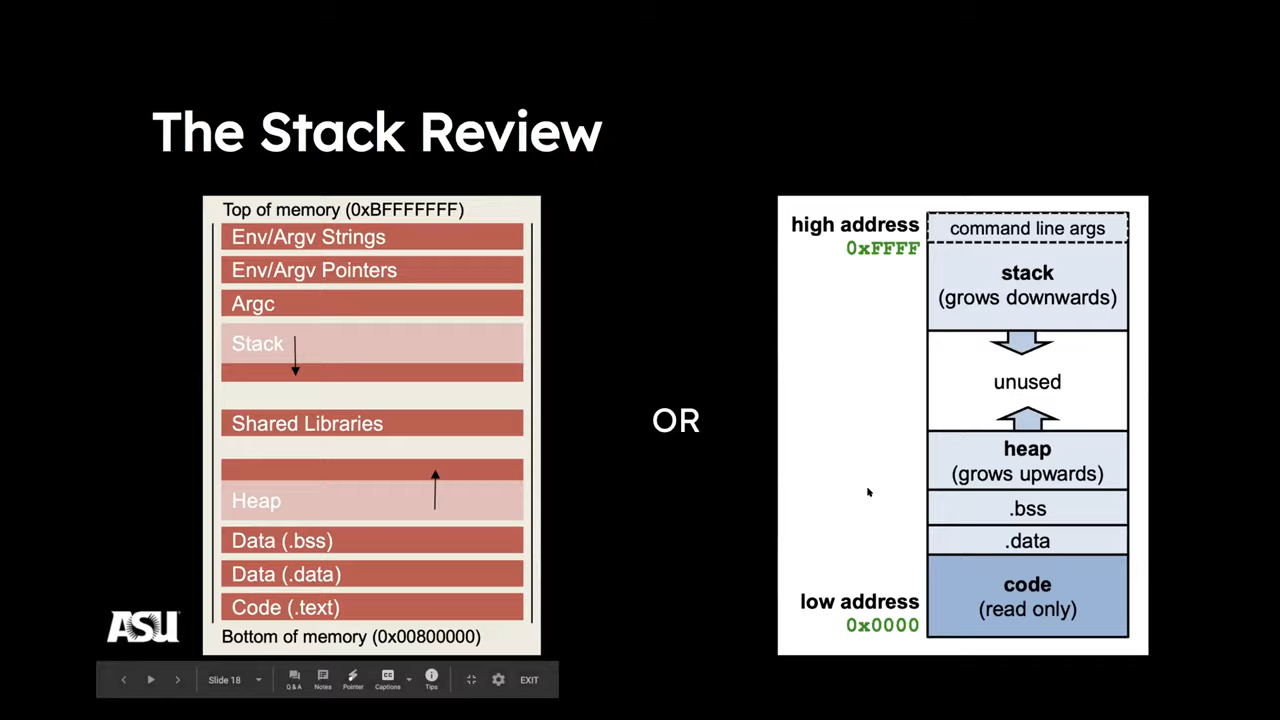 The Stack Review
Top of memory (0xBFFFFFFF)
Env/Argv Strings
Env/Argv Pointers
Argc
Stack
Shared Libraries
Heap
Data (.bss)
Data (.data)
Code (.text)
Bottom of memory (0x00800000)
OR
high address
0xFFFF
command line args
stack
(grows downwards)
unused
heap
(grows upwards)
.bss
.data
code
(read only)
low address
0x0000
ASU
Slide 18
Q & A
Notes
Pointer
Captions
Tips
EXIT